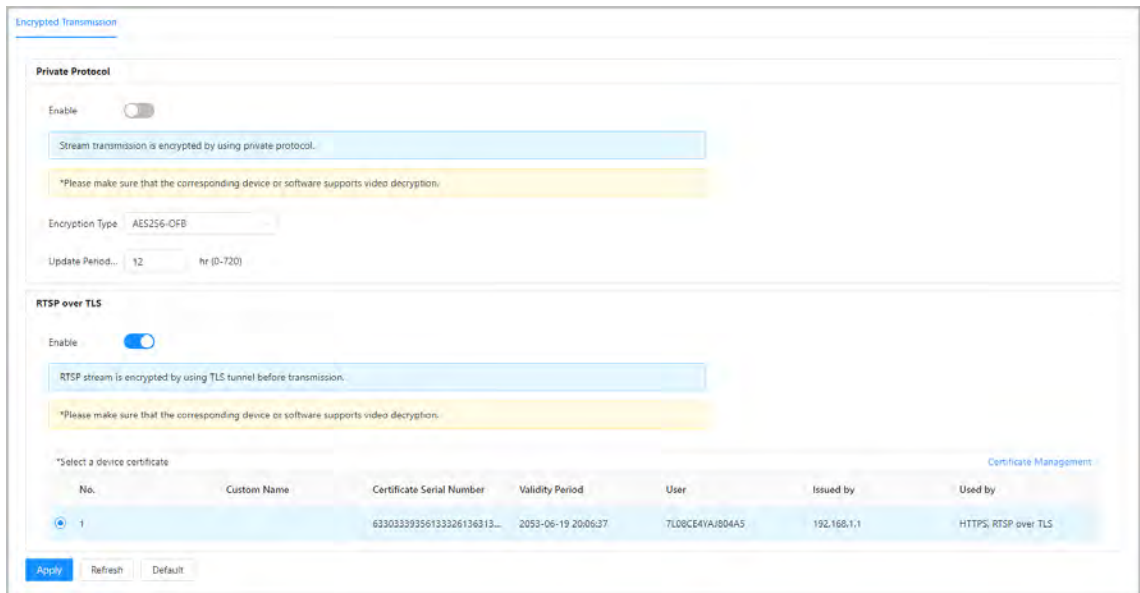 Encrypted Transmission
Private Protocol
Enable
Stream transmission is encrypted by using private protocol.
*Please make sure that the corresponding device or software supports video decryption.
Encryption Type AES256-OFB
Update Period... 12 hr (0-720)
RTSP over TLS
Enable
RTSP stream is encrypted by using TLS tunnel before transmission.
*Please make sure that the corresponding device or software supports video decryption.
*Select a device certificate Certificate Management
No. Custom Name Certificate Serial Number Validity Period User Issued by Used by
1 63303339356133326136313... 2053-06-19 20:06:37 7L08CE4YAJ804A5 192.168.1.1 HTTPS, RTSP over TLS
Apply Refresh Default